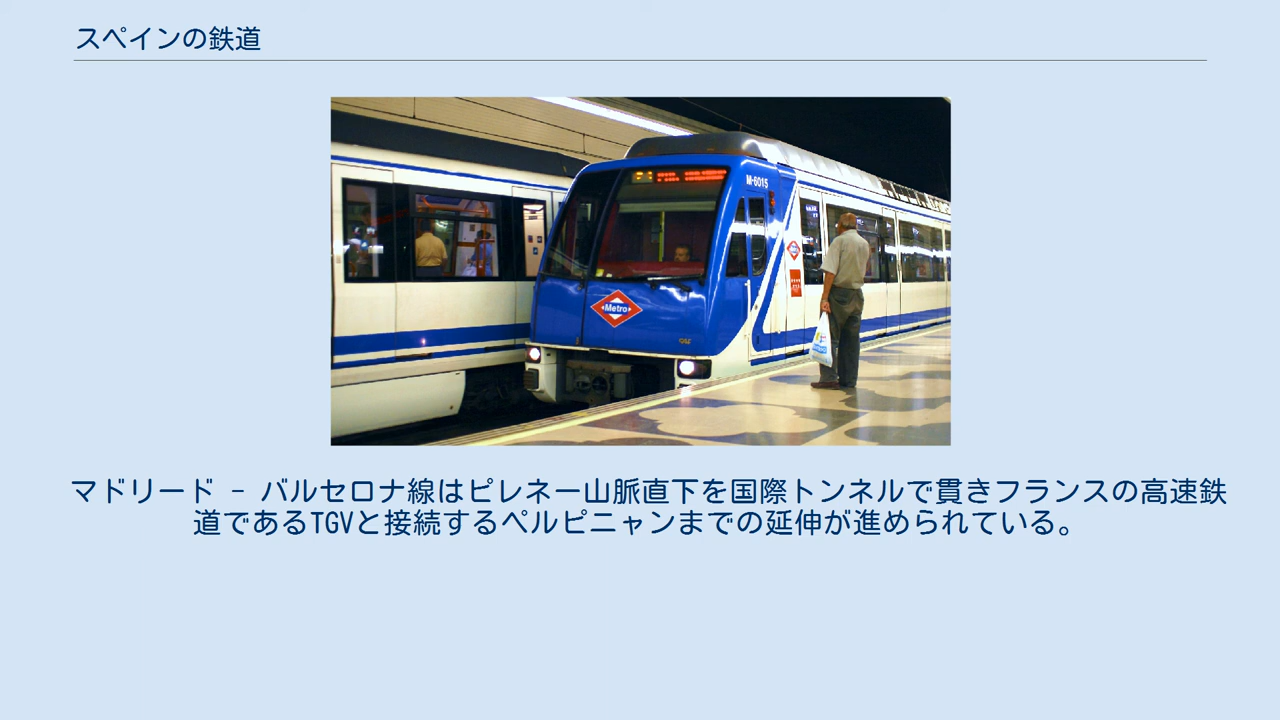 スペインの鉄道
M-6015
Metro
マドリード - バルセロナ線はピレネー山脈直下を国際トンネルで貫きフランスの高速鉄
道であるTGVと接続するペルピニャンまでの延伸が進められている。